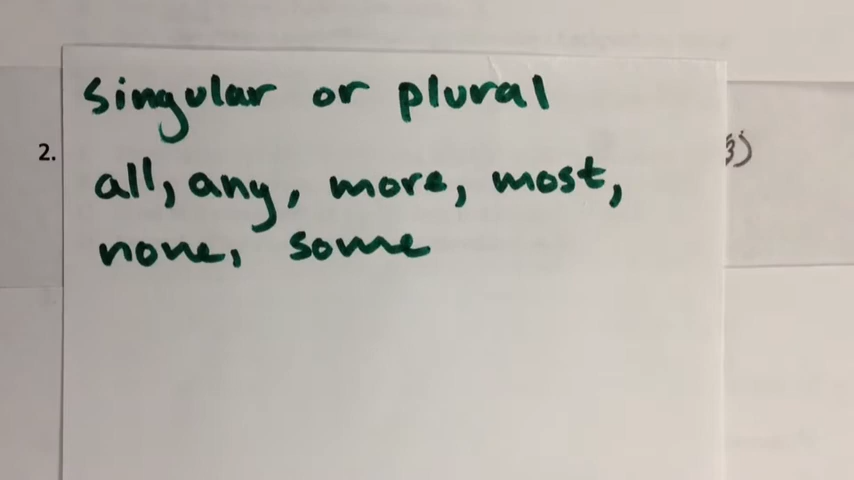 singular or plural
2.
all, any, more, most,
none, some